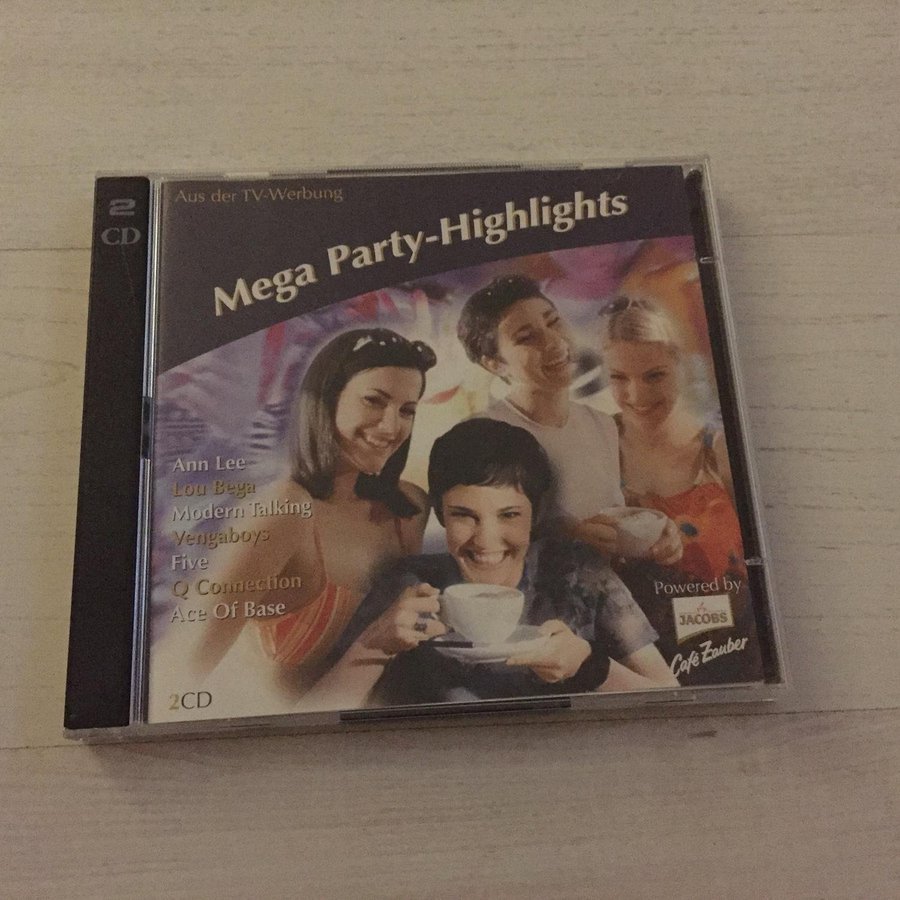 2
CD
Aus der TV-Werbung
Mega Party-Highlights
Ann Lee
Lou Bega
Modern Talking
Vengaboys
Five
Q Connection
Ace Of Base
2CD
Powered by
JACOBS
Café Zauber